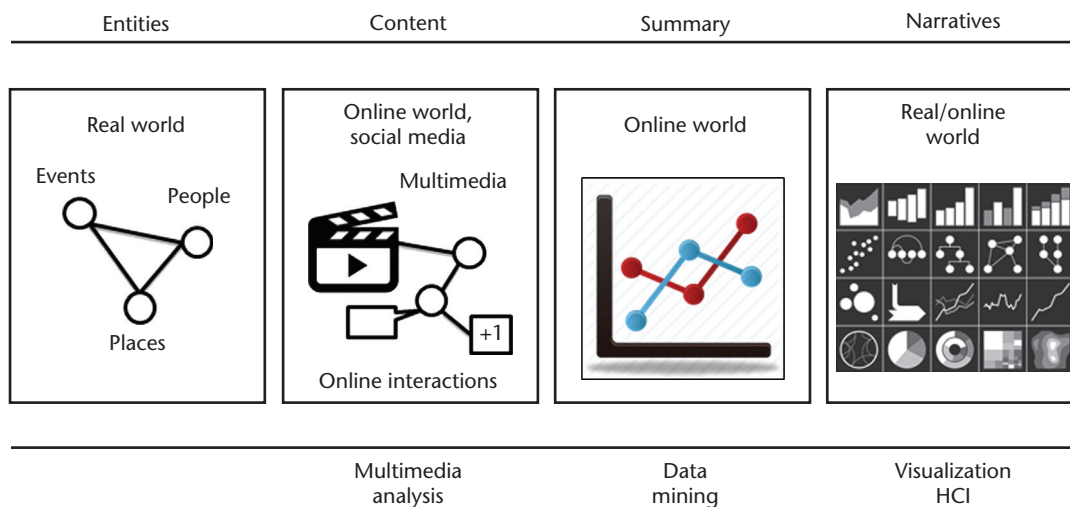 Entities
Content
Summary
Narratives
Real world
Events
People
Places
Online world,
social media
Multimedia
+1
Online interactions
Online world
Real/online
world
Multimedia
analysis
Data
mining
Visualization
HCI